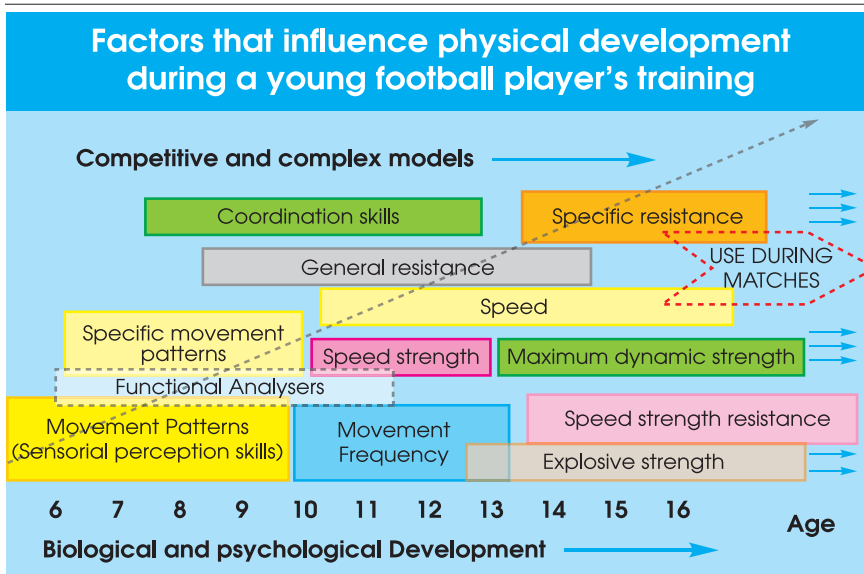 Factors that influence physical development
during a young football player's training
Competitive and complex models
Coordination skills
Specific resistance
General resistance
USE DURING
MATCHES
Speed
Specific movement
patterns
Speed strength
Maximum dynamic strength
Functional Analysers
Movement Patterns
(Sensorial perception skills)
Movement
Frequency
Speed strength resistance
Explosive strength
6 7 8 9 10 11 12 13 14 15 16
Age
Biological and psychological Development